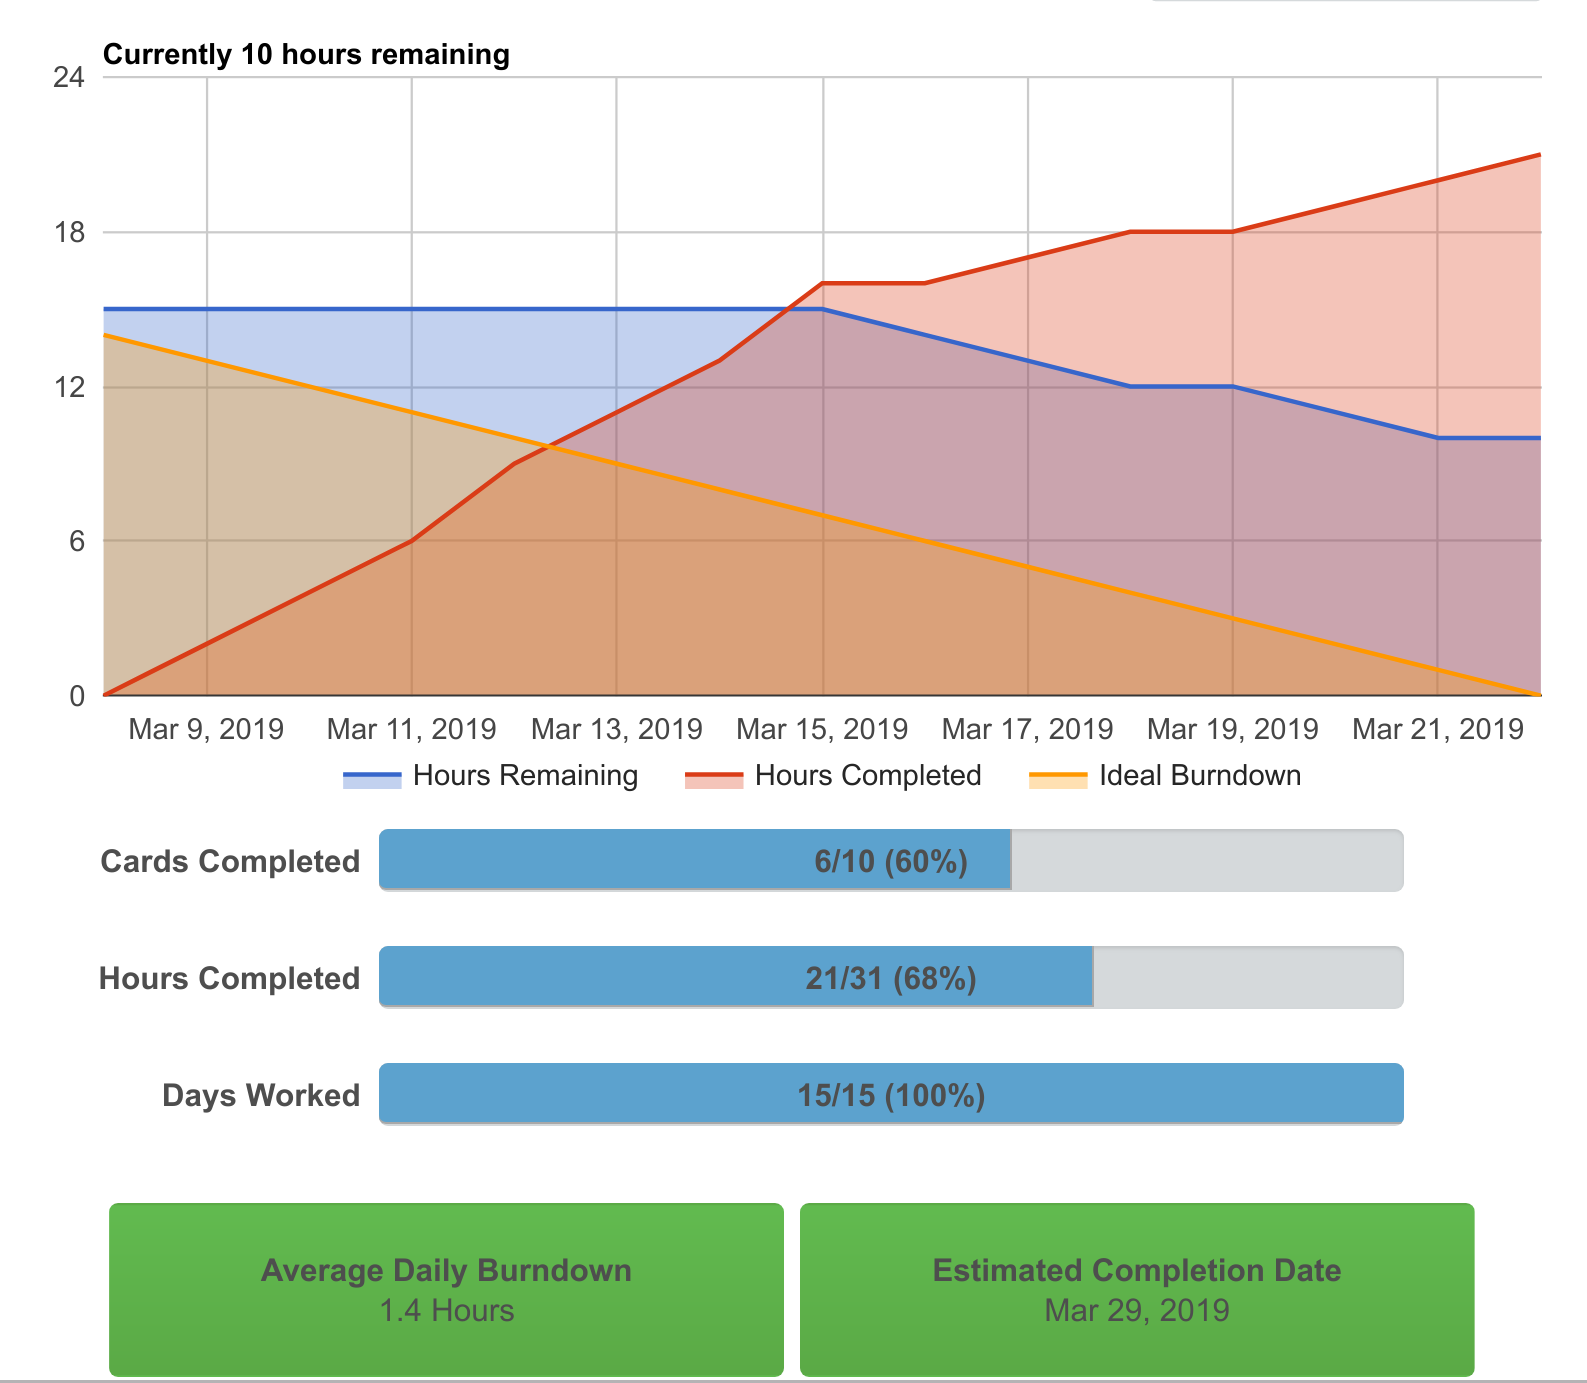 Currently 10 hours remaining
24
18
12
6
0
Mar 9, 2019 Mar 11, 2019 Mar 13, 2019 Mar 15, 2019 Mar 17, 2019 Mar 19, 2019 Mar 21, 2019
Hours Remaining Hours Completed Ideal Burndown
Cards Completed 6/10 (60%)
Hours Completed 21/31 (68%)
Days Worked 15/15 (100%)
Average Daily Burndown
1.4 Hours
Estimated Completion Date
Mar 29, 2019